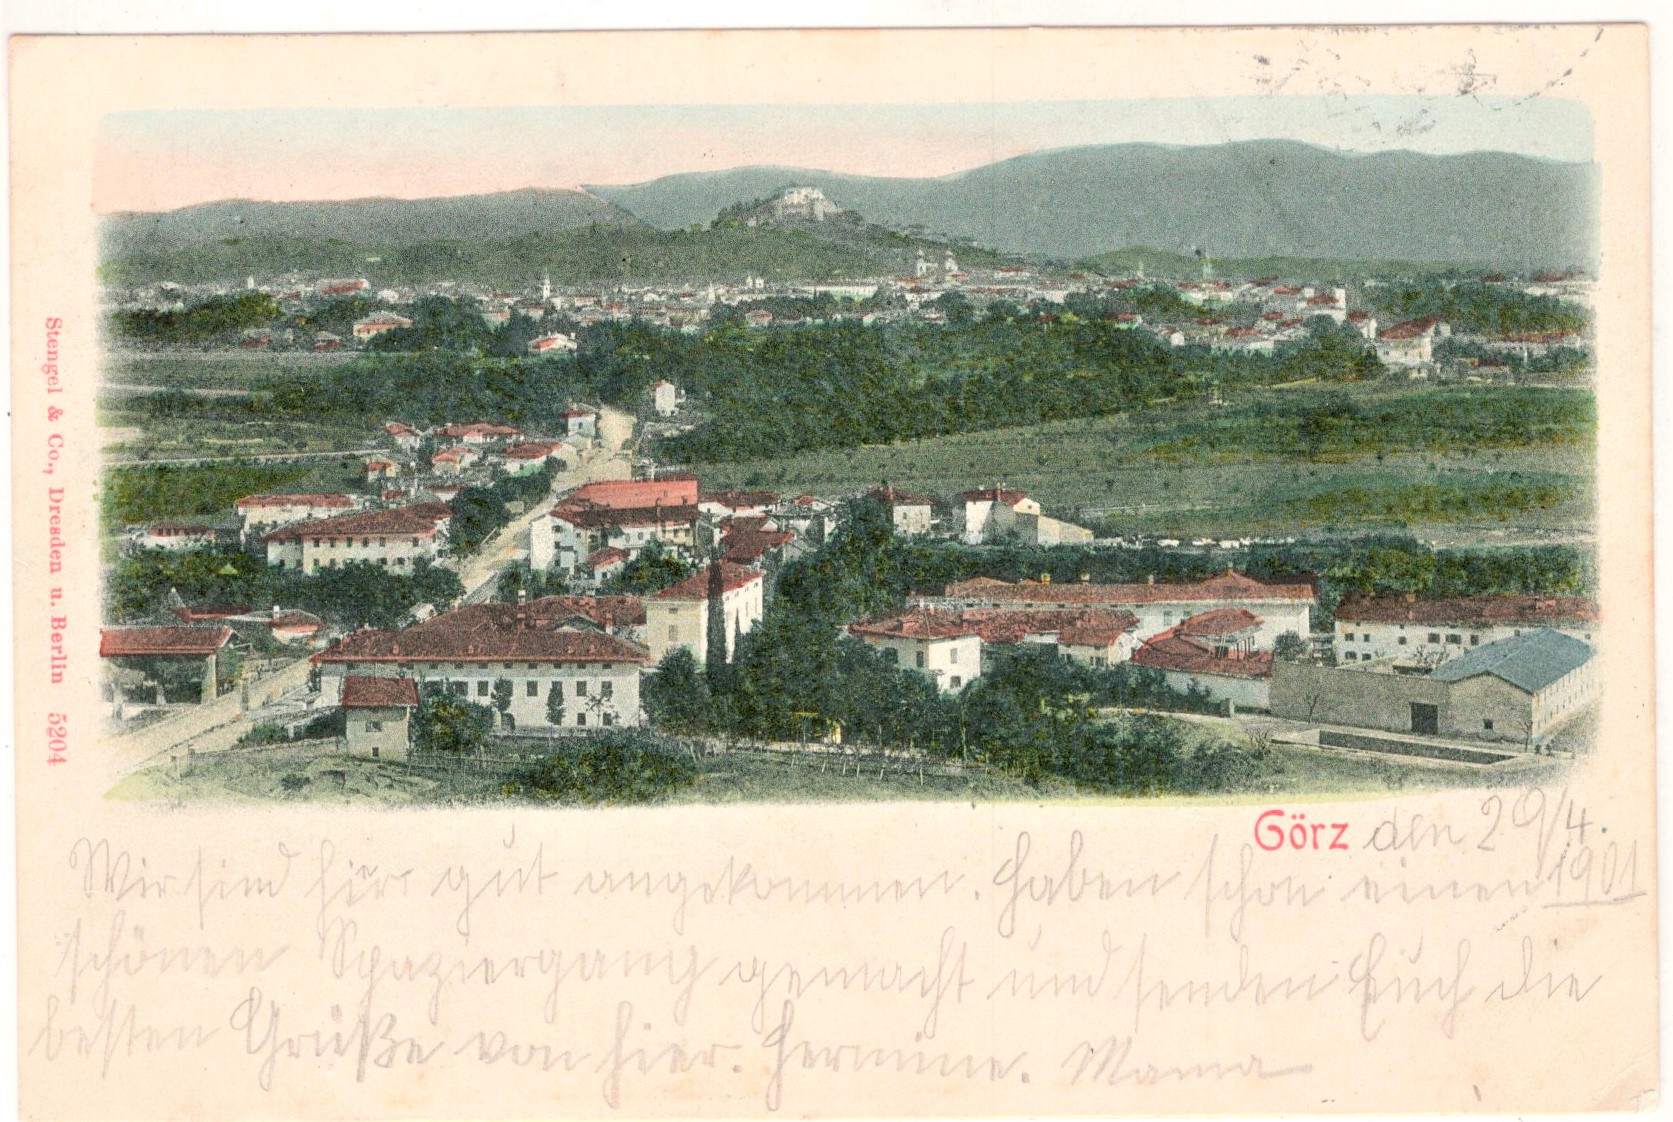 Stengel & Co., Dresden u. Berlin 5204
Görz den 29/4.
1901
Wir sind hier gut angekommen. Haben schon einen
schönen Spaziergang gemacht und senden Euch die
besten Grüße von hier. Hermine. Mama